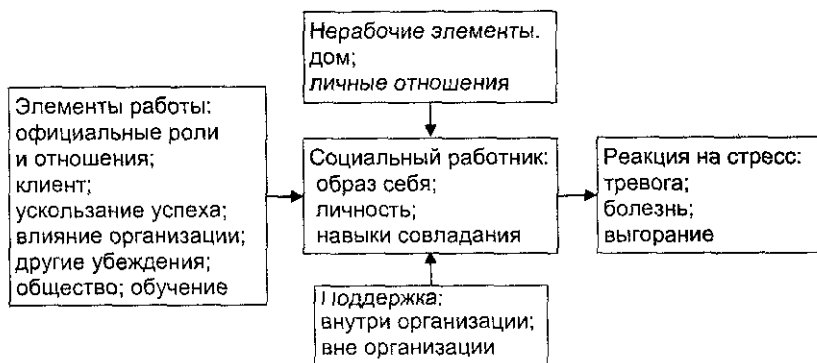 Нерабочие элементы.
дом;
личные отношения
Элементы работы:
официальные роли
и отношения;
клиент;
ускользание успеха;
влияние организации;
другие убеждения;
общество; обучение
Социальный работник:
образ себя;
личность;
навыки совладания
Реакция на стресс:
тревога;
болезнь;
выгорание
Поддержка:
внутри организации;
вне организации